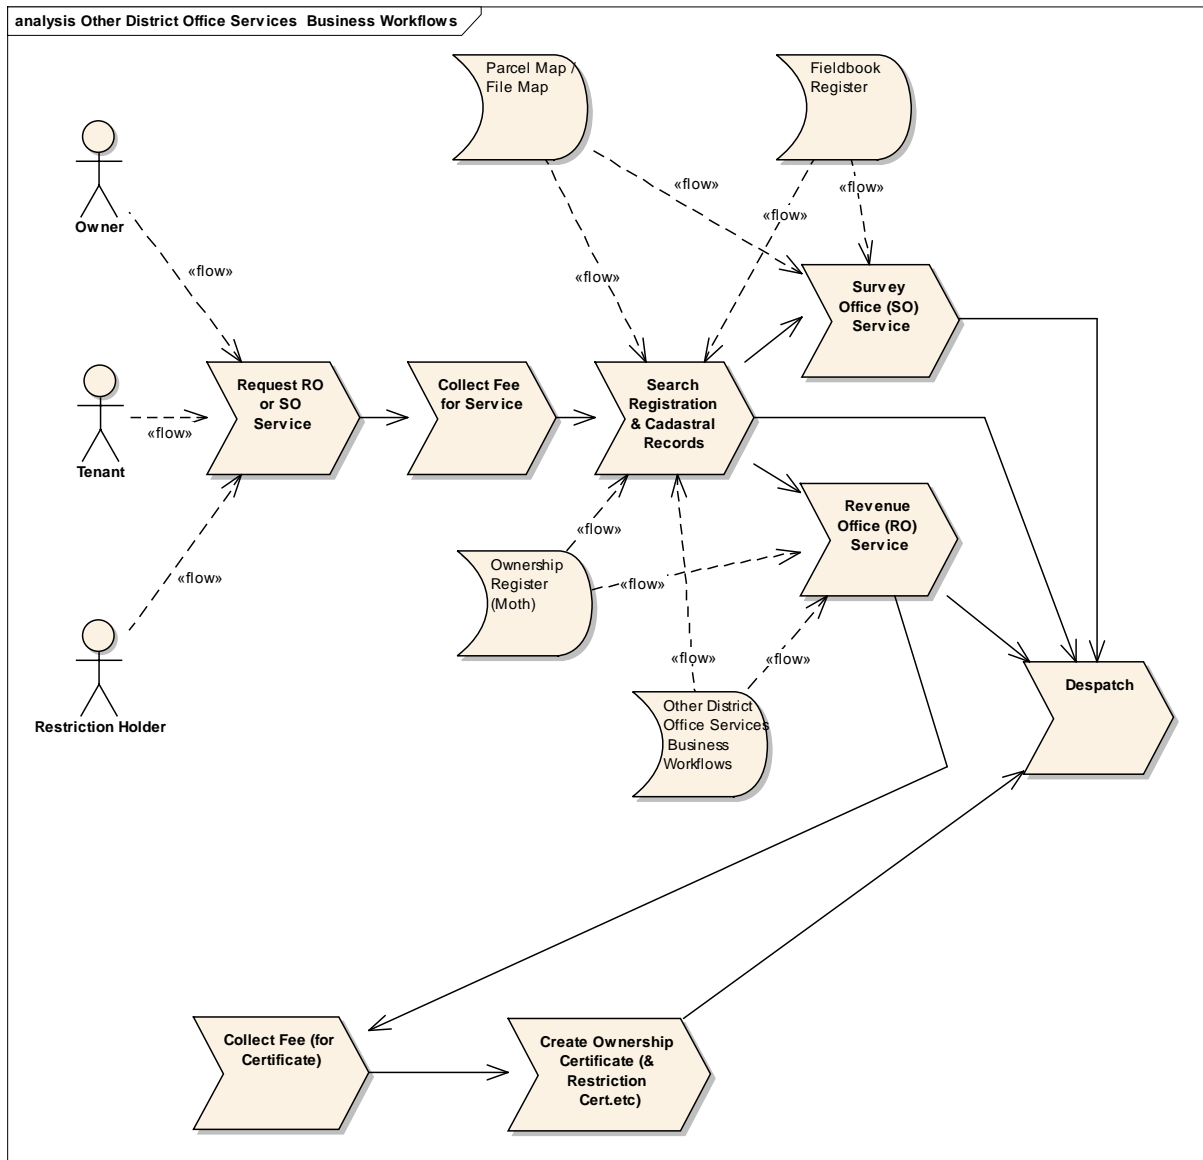 analysis Other District Office Services Business Workflows
Parcel Map /
File Map
Fieldbook
Register
Owner
«flow»
«flow»
«flow»
«flow»
«flow»
Survey
Office (SO)
Service
Request RO
or SO
Service
Collect Fee
for Service
Search
Registration
& Cadastral
Records
Tenant
«flow»
Revenue
Office (RO)
Service
«flow»
Ownership
Register
(Moth)
«flow»
«flow»
Restriction Holder
«flow»
«flow»
Other District
Office Services
Business
Workflows
Despatch
Collect Fee (for
Certificate)
Create Ownership
Certificate (&
Restriction
Cert.etc)